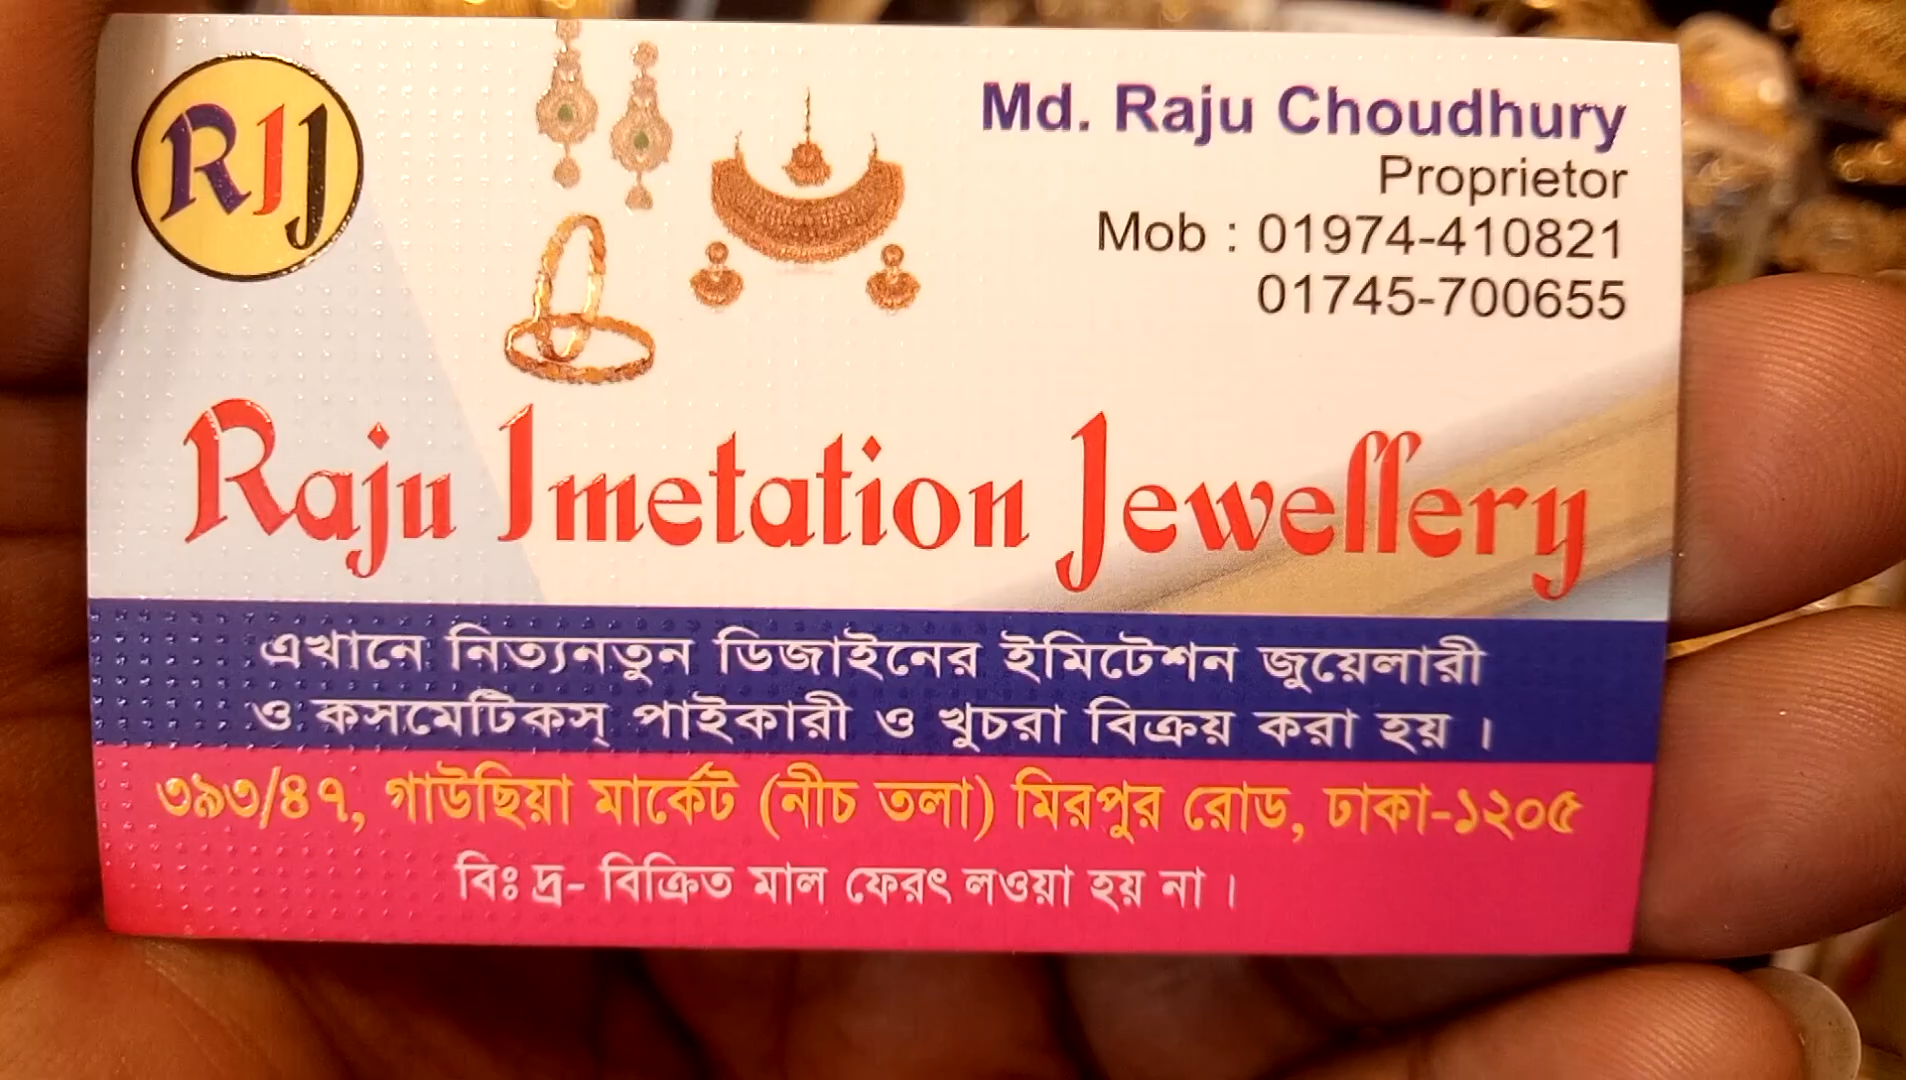 RIJ
Md. Raju Choudhury
Proprietor
Mob : 01974-410821
01745-700655
Raju Imetation Jewellery
এখানে নিত্যনতুন ডিজাইনের ইমিটেশন জুয়েলারী
ও কসমেটিকস্ পাইকারী ও খুচরা বিক্রয় করা হয় ।
৩৯৩/৪৭, গাউছিয়া মার্কেট (নীচ তলা) মিরপুর রোড, ঢাকা-১২০৫
বিঃ দ্র- বিক্রিত মাল ফেরৎ লওয়া হয় না ।